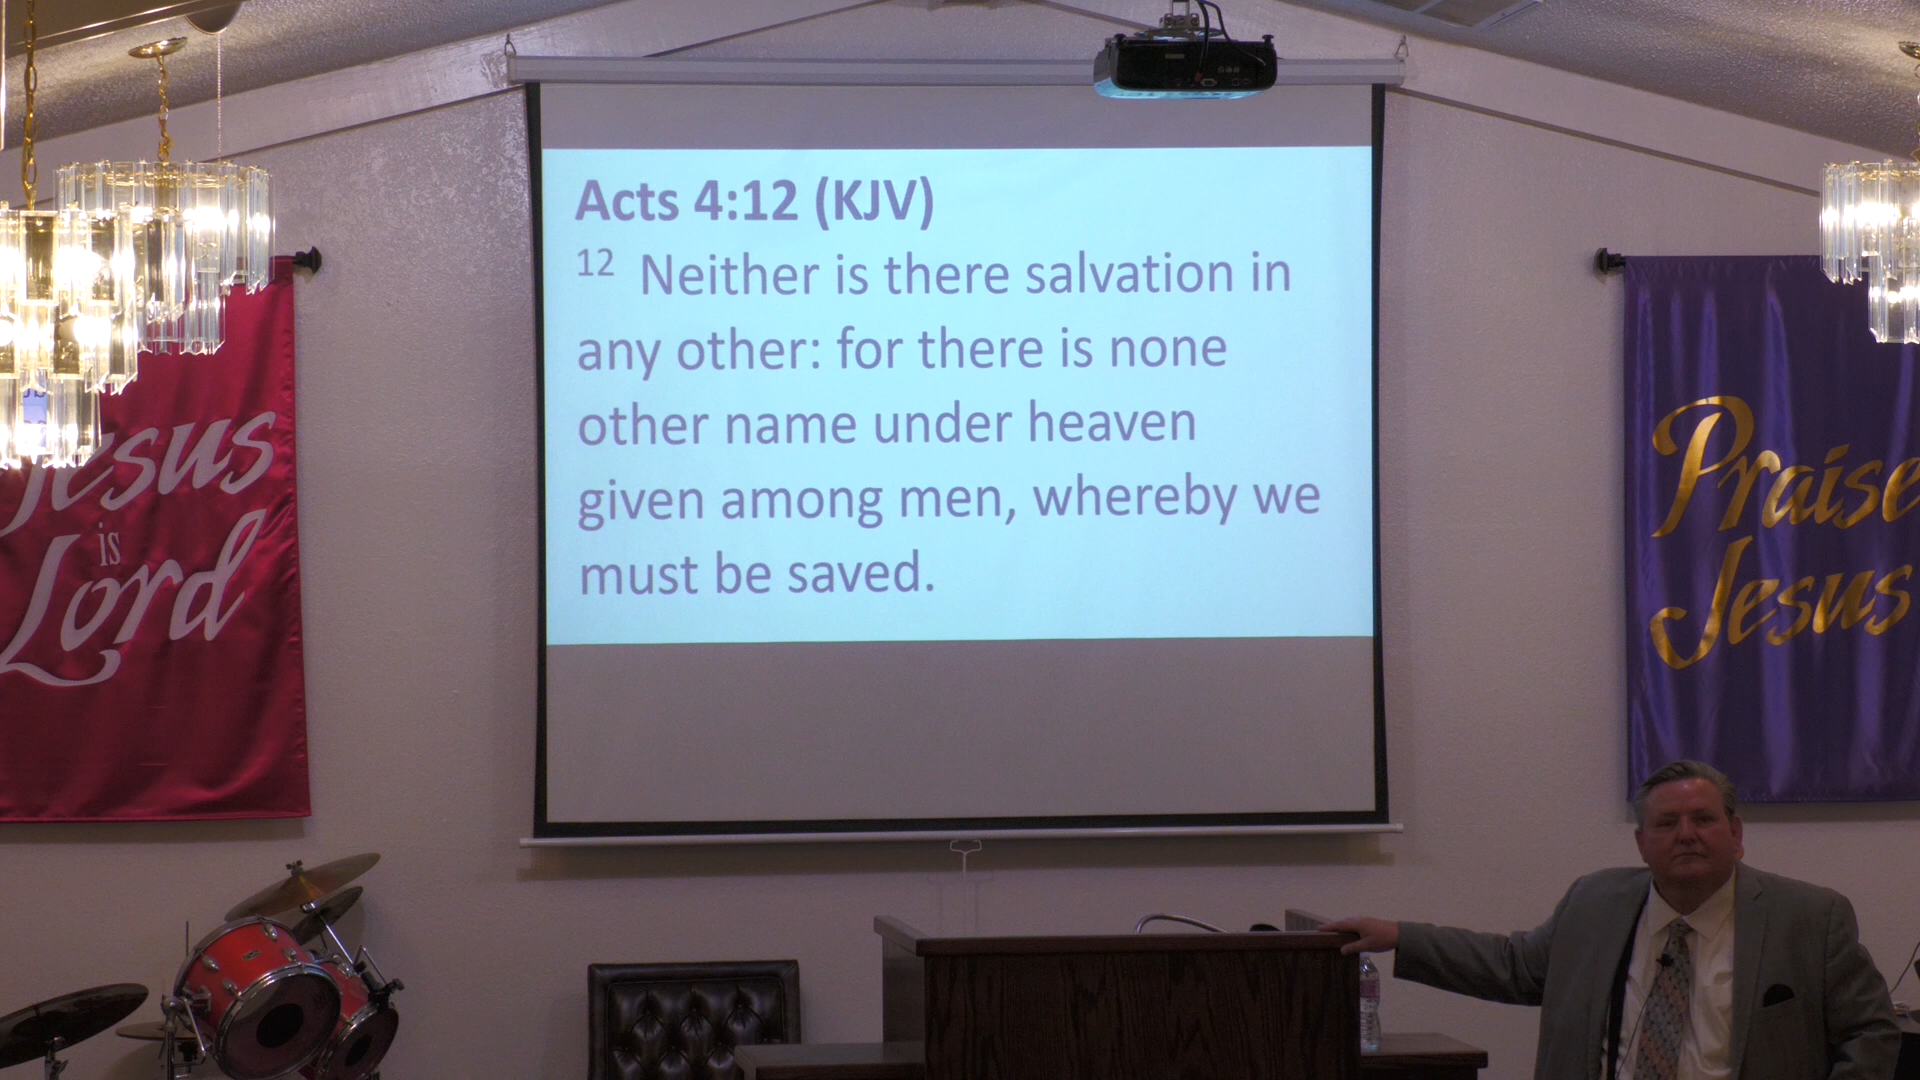 Acts 4:12 (KJV)
12 Neither is there salvation in
any other: for there is none
other name under heaven
given among men, whereby we
must be saved.
Jesus
is
Lord
Praise
Jesus